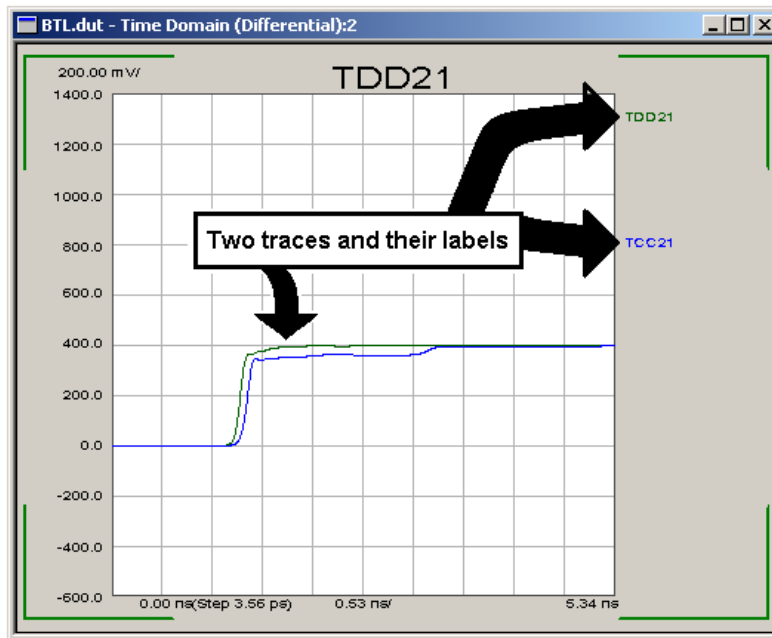 BTL.dut - Time Domain (Differential):2
200.00 mV/
TDD21
1400.0
TDD21
1200.0
1000.0
Two traces and their labels
800.0
TCC21
600.0
400.0
200.0
0.0
-200.0
-400.0
-600.0
0.00 ns(Step 3.56 ps) 0.53 ns/ 5.34 ns